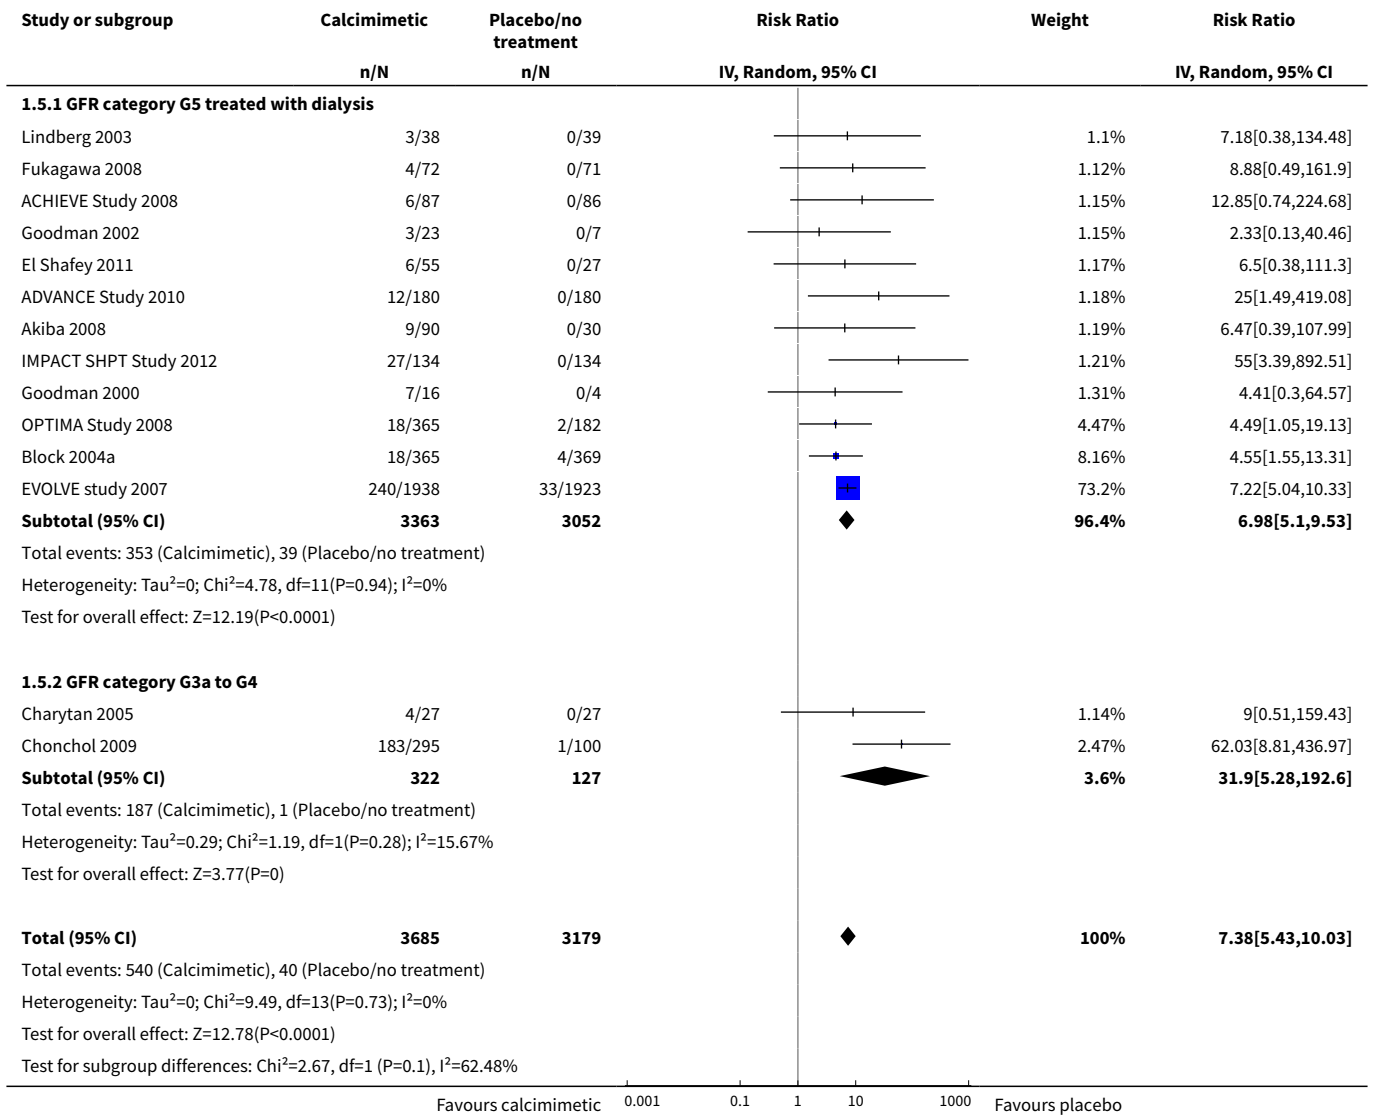 Study or subgroup Calcimimetic Placebo/no treatment Risk Ratio Weight Risk Ratio
n/N n/N IV, Random, 95% CI IV, Random, 95% CI
1.5.1 GFR category G5 treated with dialysis
Lindberg 2003 3/38 0/39 1.1% 7.18[0.38,134.48]
Fukagawa 2008 4/72 0/71 1.12% 8.88[0.49,161.9]
ACHIEVE Study 2008 6/87 0/86 1.15% 12.85[0.74,224.68]
Goodman 2002 3/23 0/7 1.15% 2.33[0.13,40.46]
El Shafey 2011 6/55 0/27 1.17% 6.5[0.38,111.3]
ADVANCE Study 2010 12/180 0/180 1.18% 25[1.49,419.08]
Akiba 2008 9/90 0/30 1.19% 6.47[0.39,107.99]
IMPACT SHPT Study 2012 27/134 0/134 1.21% 55[3.39,892.51]
Goodman 2000 7/16 0/4 1.31% 4.41[0.3,64.57]
OPTIMA Study 2008 18/365 2/182 4.47% 4.49[1.05,19.13]
Block 2004a 18/365 4/369 8.16% 4.55[1.55,13.31]
EVOLVE study 2007 240/1938 33/1923 73.2% 7.22[5.04,10.33]
Subtotal (95% CI) 3363 3052 96.4% 6.98[5.1,9.53]
Total events: 353 (Calcimimetic), 39 (Placebo/no treatment)
Heterogeneity: Tau²=0; Chi²=4.78, df=11(P=0.94); I²=0%
Test for overall effect: Z=12.19(P<0.0001)
1.5.2 GFR category G3a to G4
Charytan 2005 4/27 0/27 1.14% 9[0.51,159.43]
Chonchol 2009 183/295 1/100 2.47% 62.03[8.81,436.97]
Subtotal (95% CI) 322 127 3.6% 31.9[5.28,192.6]
Total events: 187 (Calcimimetic), 1 (Placebo/no treatment)
Heterogeneity: Tau²=0.29; Chi²=1.19, df=1(P=0.28); I²=15.67%
Test for overall effect: Z=3.77(P=0)
Total (95% CI) 3685 3179 100% 7.38[5.43,10.03]
Total events: 540 (Calcimimetic), 40 (Placebo/no treatment)
Heterogeneity: Tau²=0; Chi²=9.49, df=13(P=0.73); I²=0%
Test for overall effect: Z=12.78(P<0.0001)
Test for subgroup differences: Chi²=2.67, df=1 (P=0.1), I²=62.48%
Favours calcimimetic 0.001 0.1 1 10 1000 Favours placebo